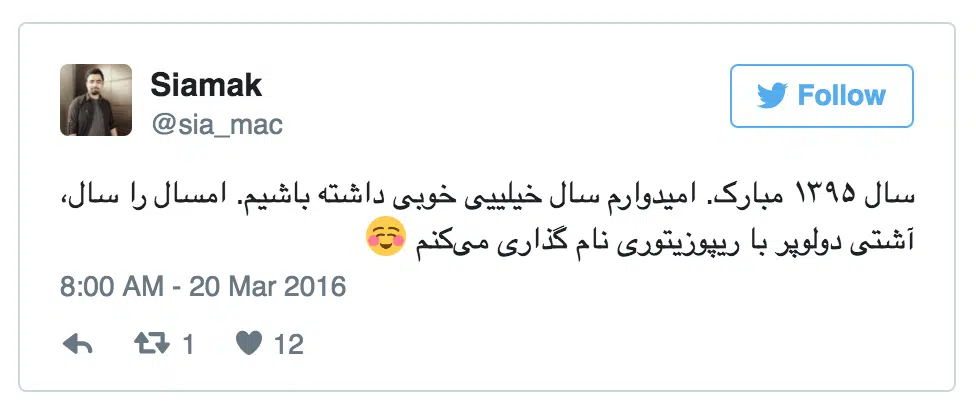 Siamak
@sia_mac
Follow
سال ۱۳۹۵ مبارک. امیدوارم سال خیلییی خوبی داشته باشیم. امسال را سال،
آشتی دولوپر با ریپوزیتوری نام گذاری می‌کنم ☺️
8:00 AM - 20 Mar 2016
1 12